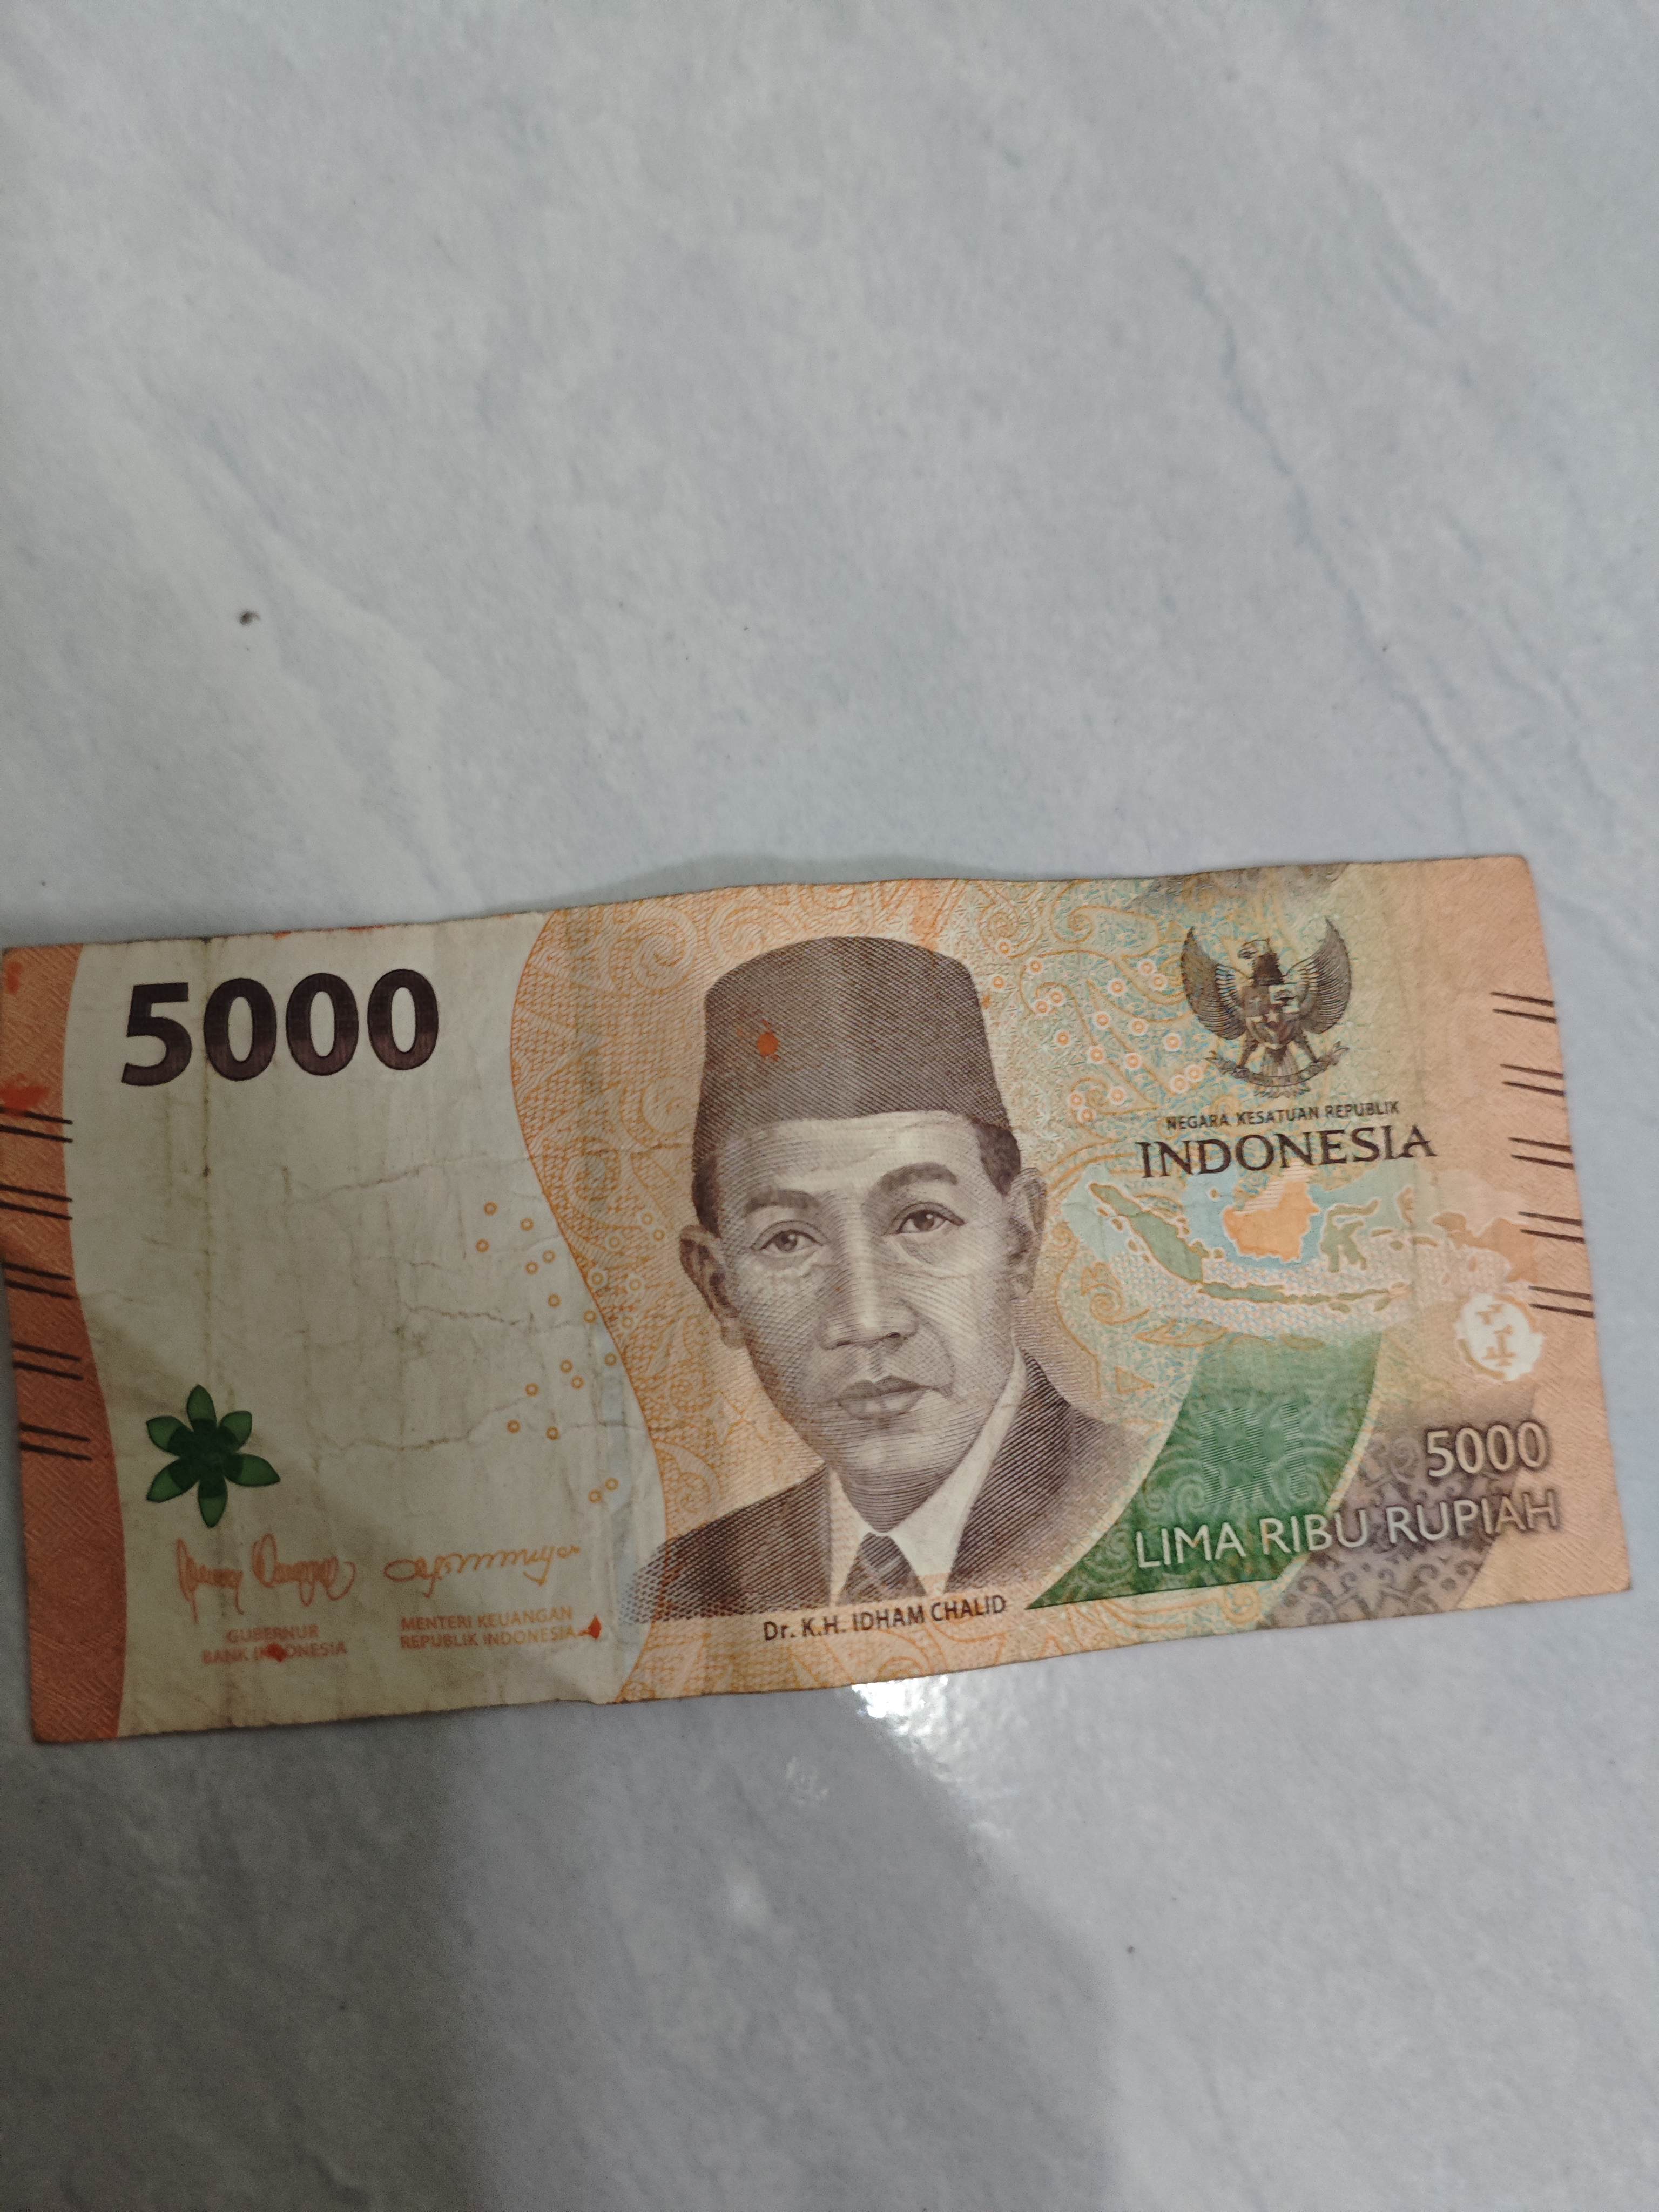 5000
NEGARA KESATUAN REPUBLIK
INDONESIA
5000
LIMA RIBU RUPIAH
GUBERNUR
BANK INDONESIA
MENTERI KEUANGAN
REPUBLIK INDONESIA
Dr. K.H. IDHAM CHALID